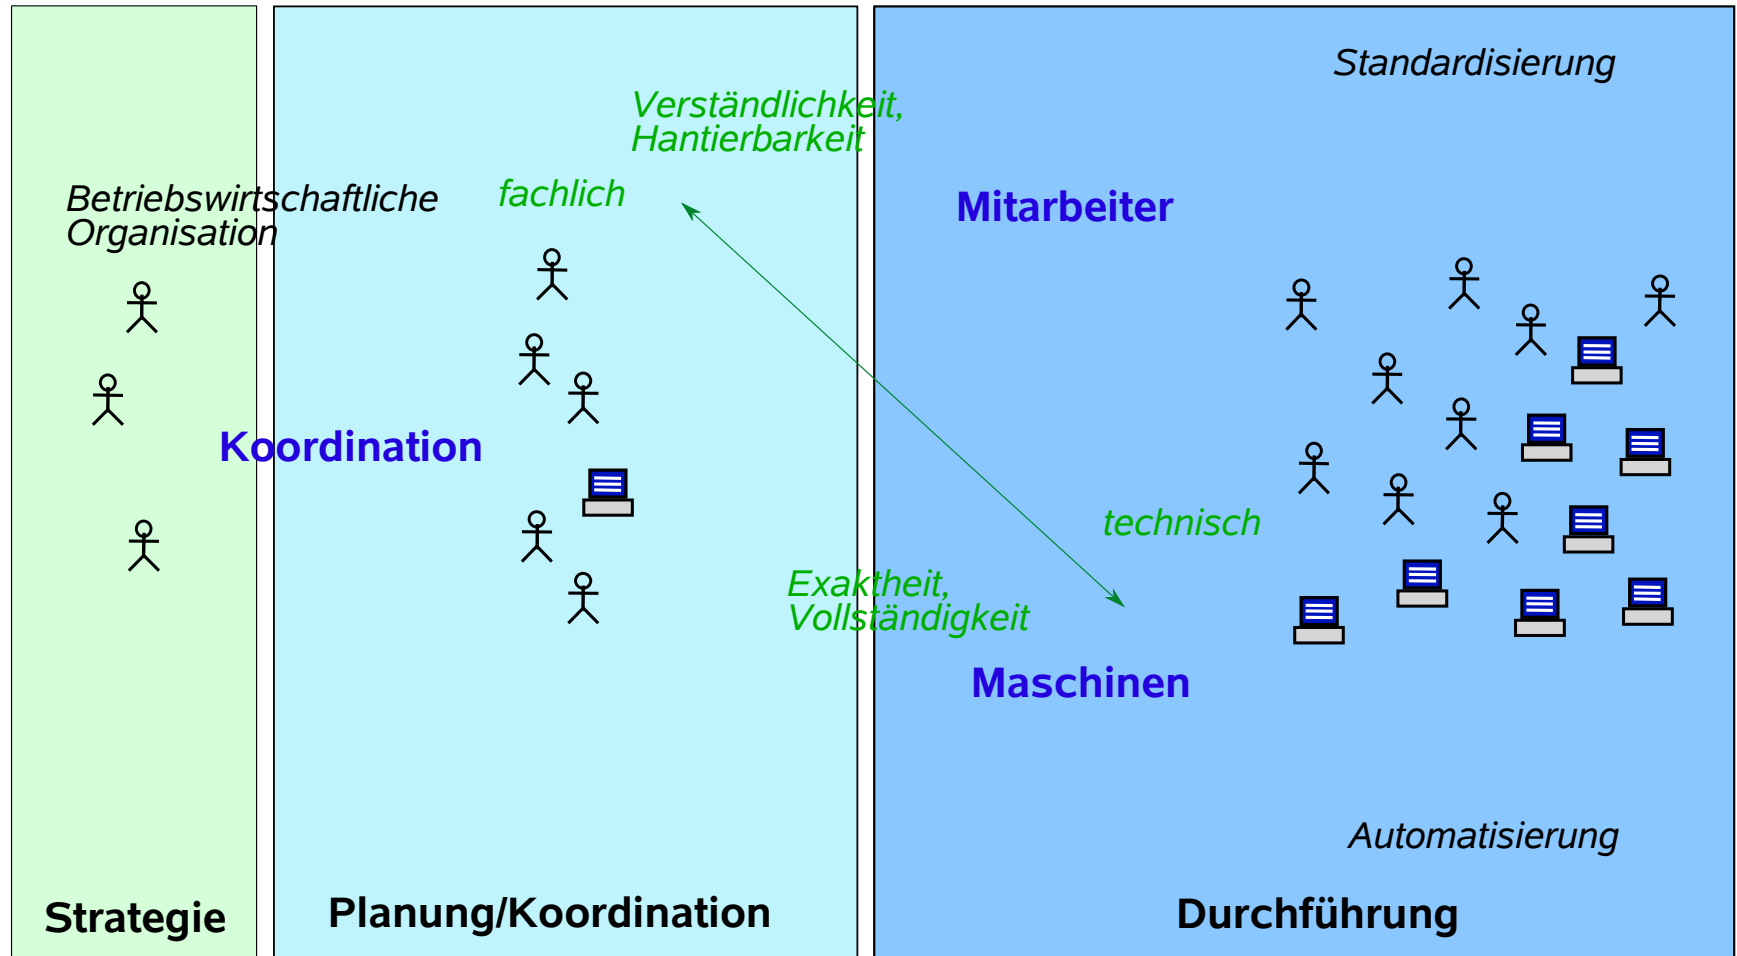 Standardisierung
Verständlichkeit,
Hantierbarkeit
Betriebswirtschaftliche
Organisation
fachlich
Mitarbeiter
Koordination
technisch
Exaktheit,
Vollständigkeit
Maschinen
Automatisierung
Strategie
Planung/Koordination
Durchführung